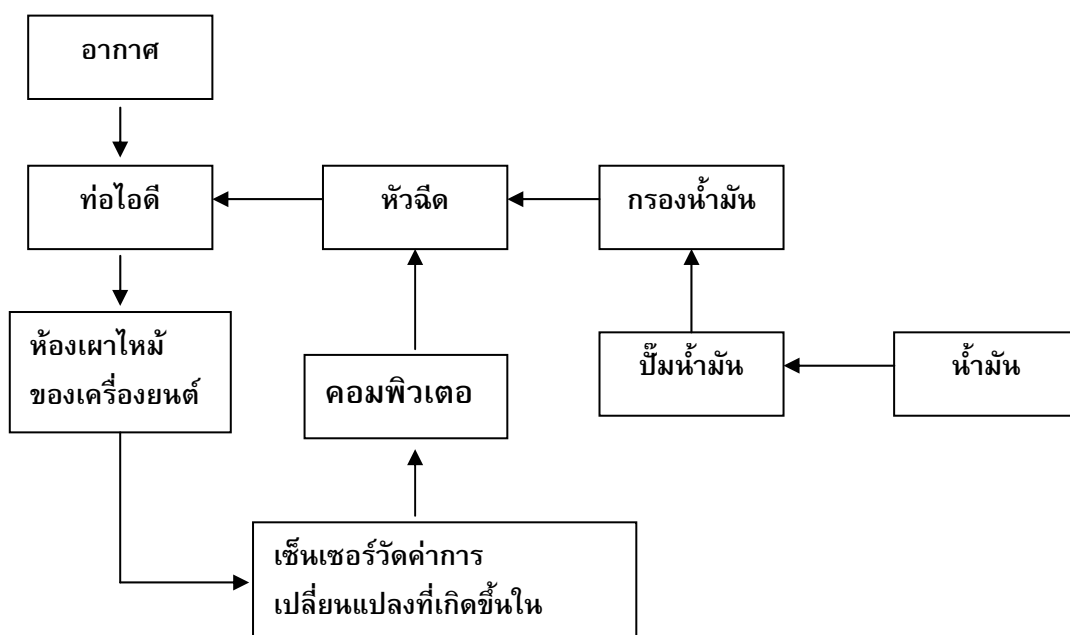 อากาศ
ท่อไอดี
หัวฉีด
กรองน้ำมัน
ห้องเผาไหม้
ของเครื่องยนต์
คอมพิวเตอ
ปั๊มน้ำมัน
น้ำมัน
เซ็นเซอร์วัดค่าการ
เปลี่ยนแปลงที่เกิดขึ้นใน